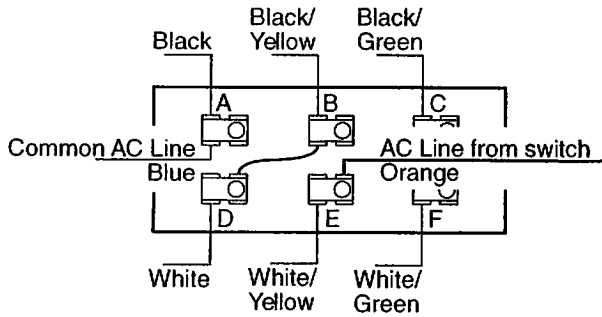 Black
Black/
Yellow
Black/
Green
A
B
C
Common AC Line
Blue
AC Line from switch
Orange
D
E
F
White
White/
Yellow
White/
Green